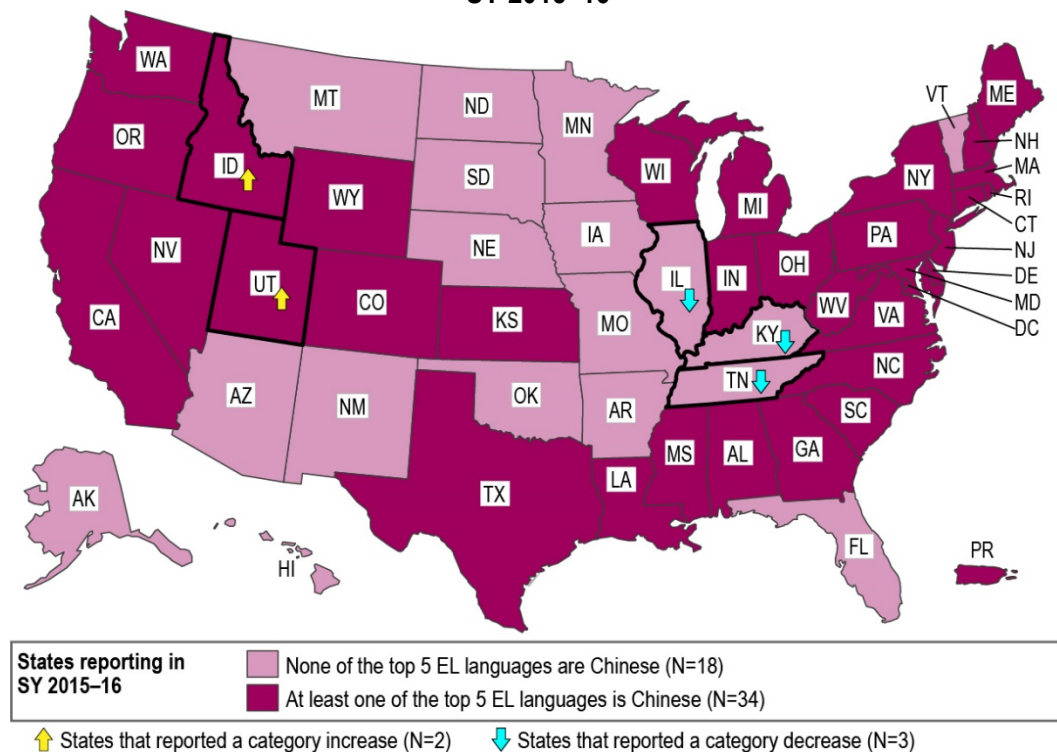 WA
MT
ND
MN
VT
ME
OR
ID
SD
WI
NH
MA
WY
MI
NY
RI
CT
NE
IA
PA
NJ
NV
UT
IL
IN
OH
DE
MD
DC
CA
CO
KS
MO
WV
VA
KY
AZ
NM
OK
AR
TN
NC
SC
TX
LA
MS
AL
GA
AK
HI
FL
PR
States reporting in
SY 2015–16
None of the top 5 EL languages are Chinese (N=18)
At least one of the top 5 EL languages is Chinese (N=34)
States that reported a category increase (N=2)
States that reported a category decrease (N=3)